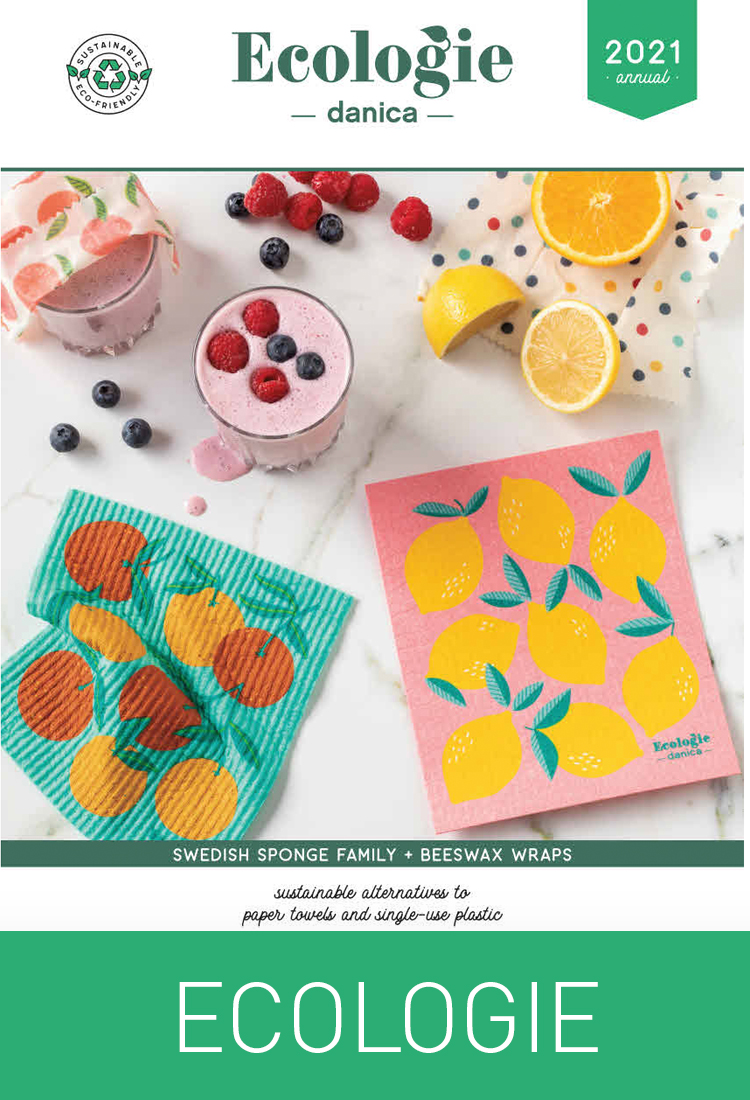 SUSTAINABLE
ECO-FRIENDLY
Ecologie
danica
2021
· annual ·
Ecologie
danica
SWEDISH SPONGE FAMILY + BEESWAX WRAPS
sustainable alternatives to
paper towels and single-use plastic
ECOLOGIE